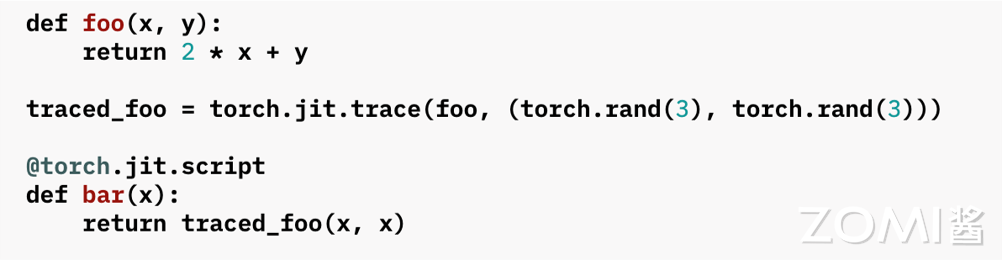 def foo(x, y):
    return 2 * x + y

traced_foo = torch.jit.trace(foo, (torch.rand(3), torch.rand(3)))

@torch.jit.script
def bar(x):
    return traced_foo(x, x)
ZOMI酱